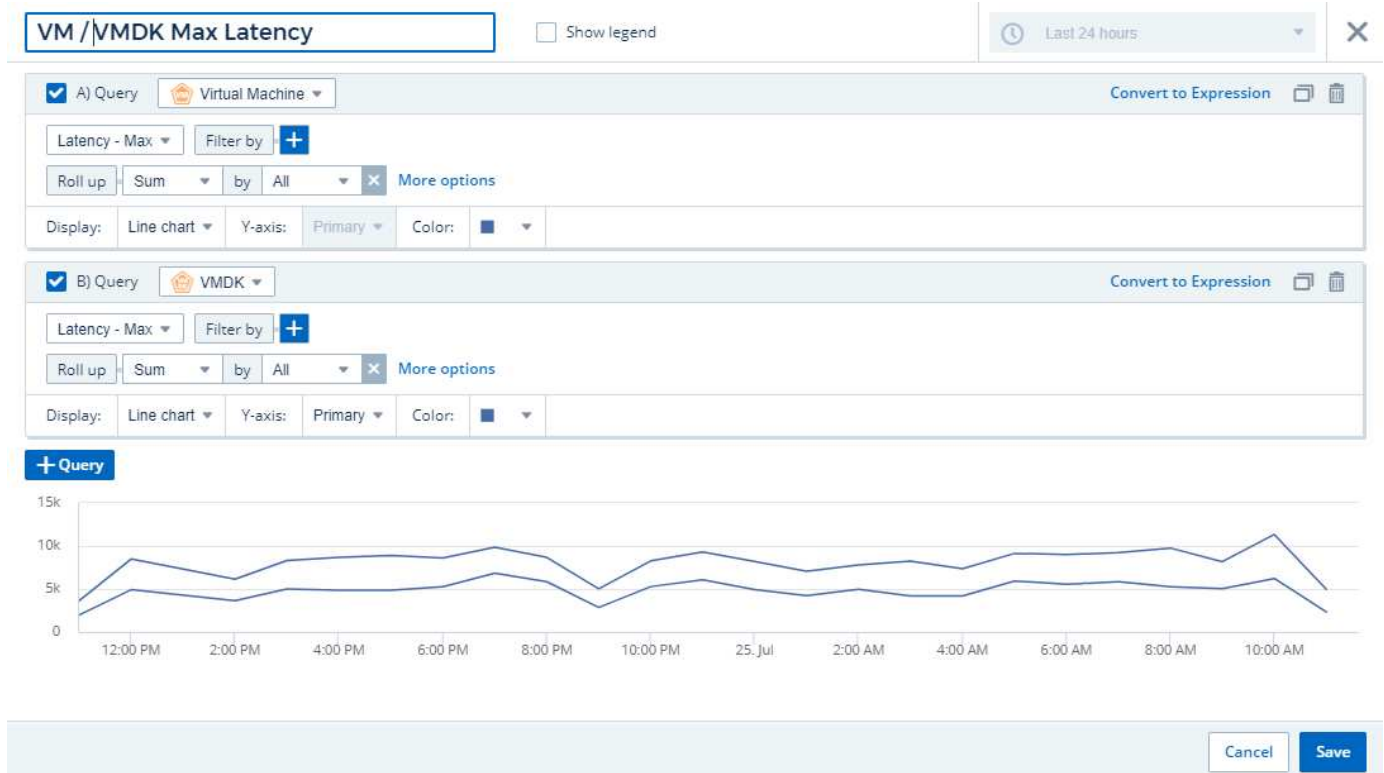 VM / VMDK Max Latency Show legend Last 24 hours
A) Query Virtual Machine Convert to Expression
Latency - Max Filter by +
Roll up Sum by All × More options
Display: Line chart Y-axis: Primary Color:
B) Query VMDK Convert to Expression
Latency - Max Filter by +
Roll up Sum by All × More options
Display: Line chart Y-axis: Primary Color:
+ Query
15k
10k
5k
0
12:00 PM 2:00 PM 4:00 PM 6:00 PM 8:00 PM 10:00 PM 25. Jul 2:00 AM 4:00 AM 6:00 AM 8:00 AM 10:00 AM
Cancel Save